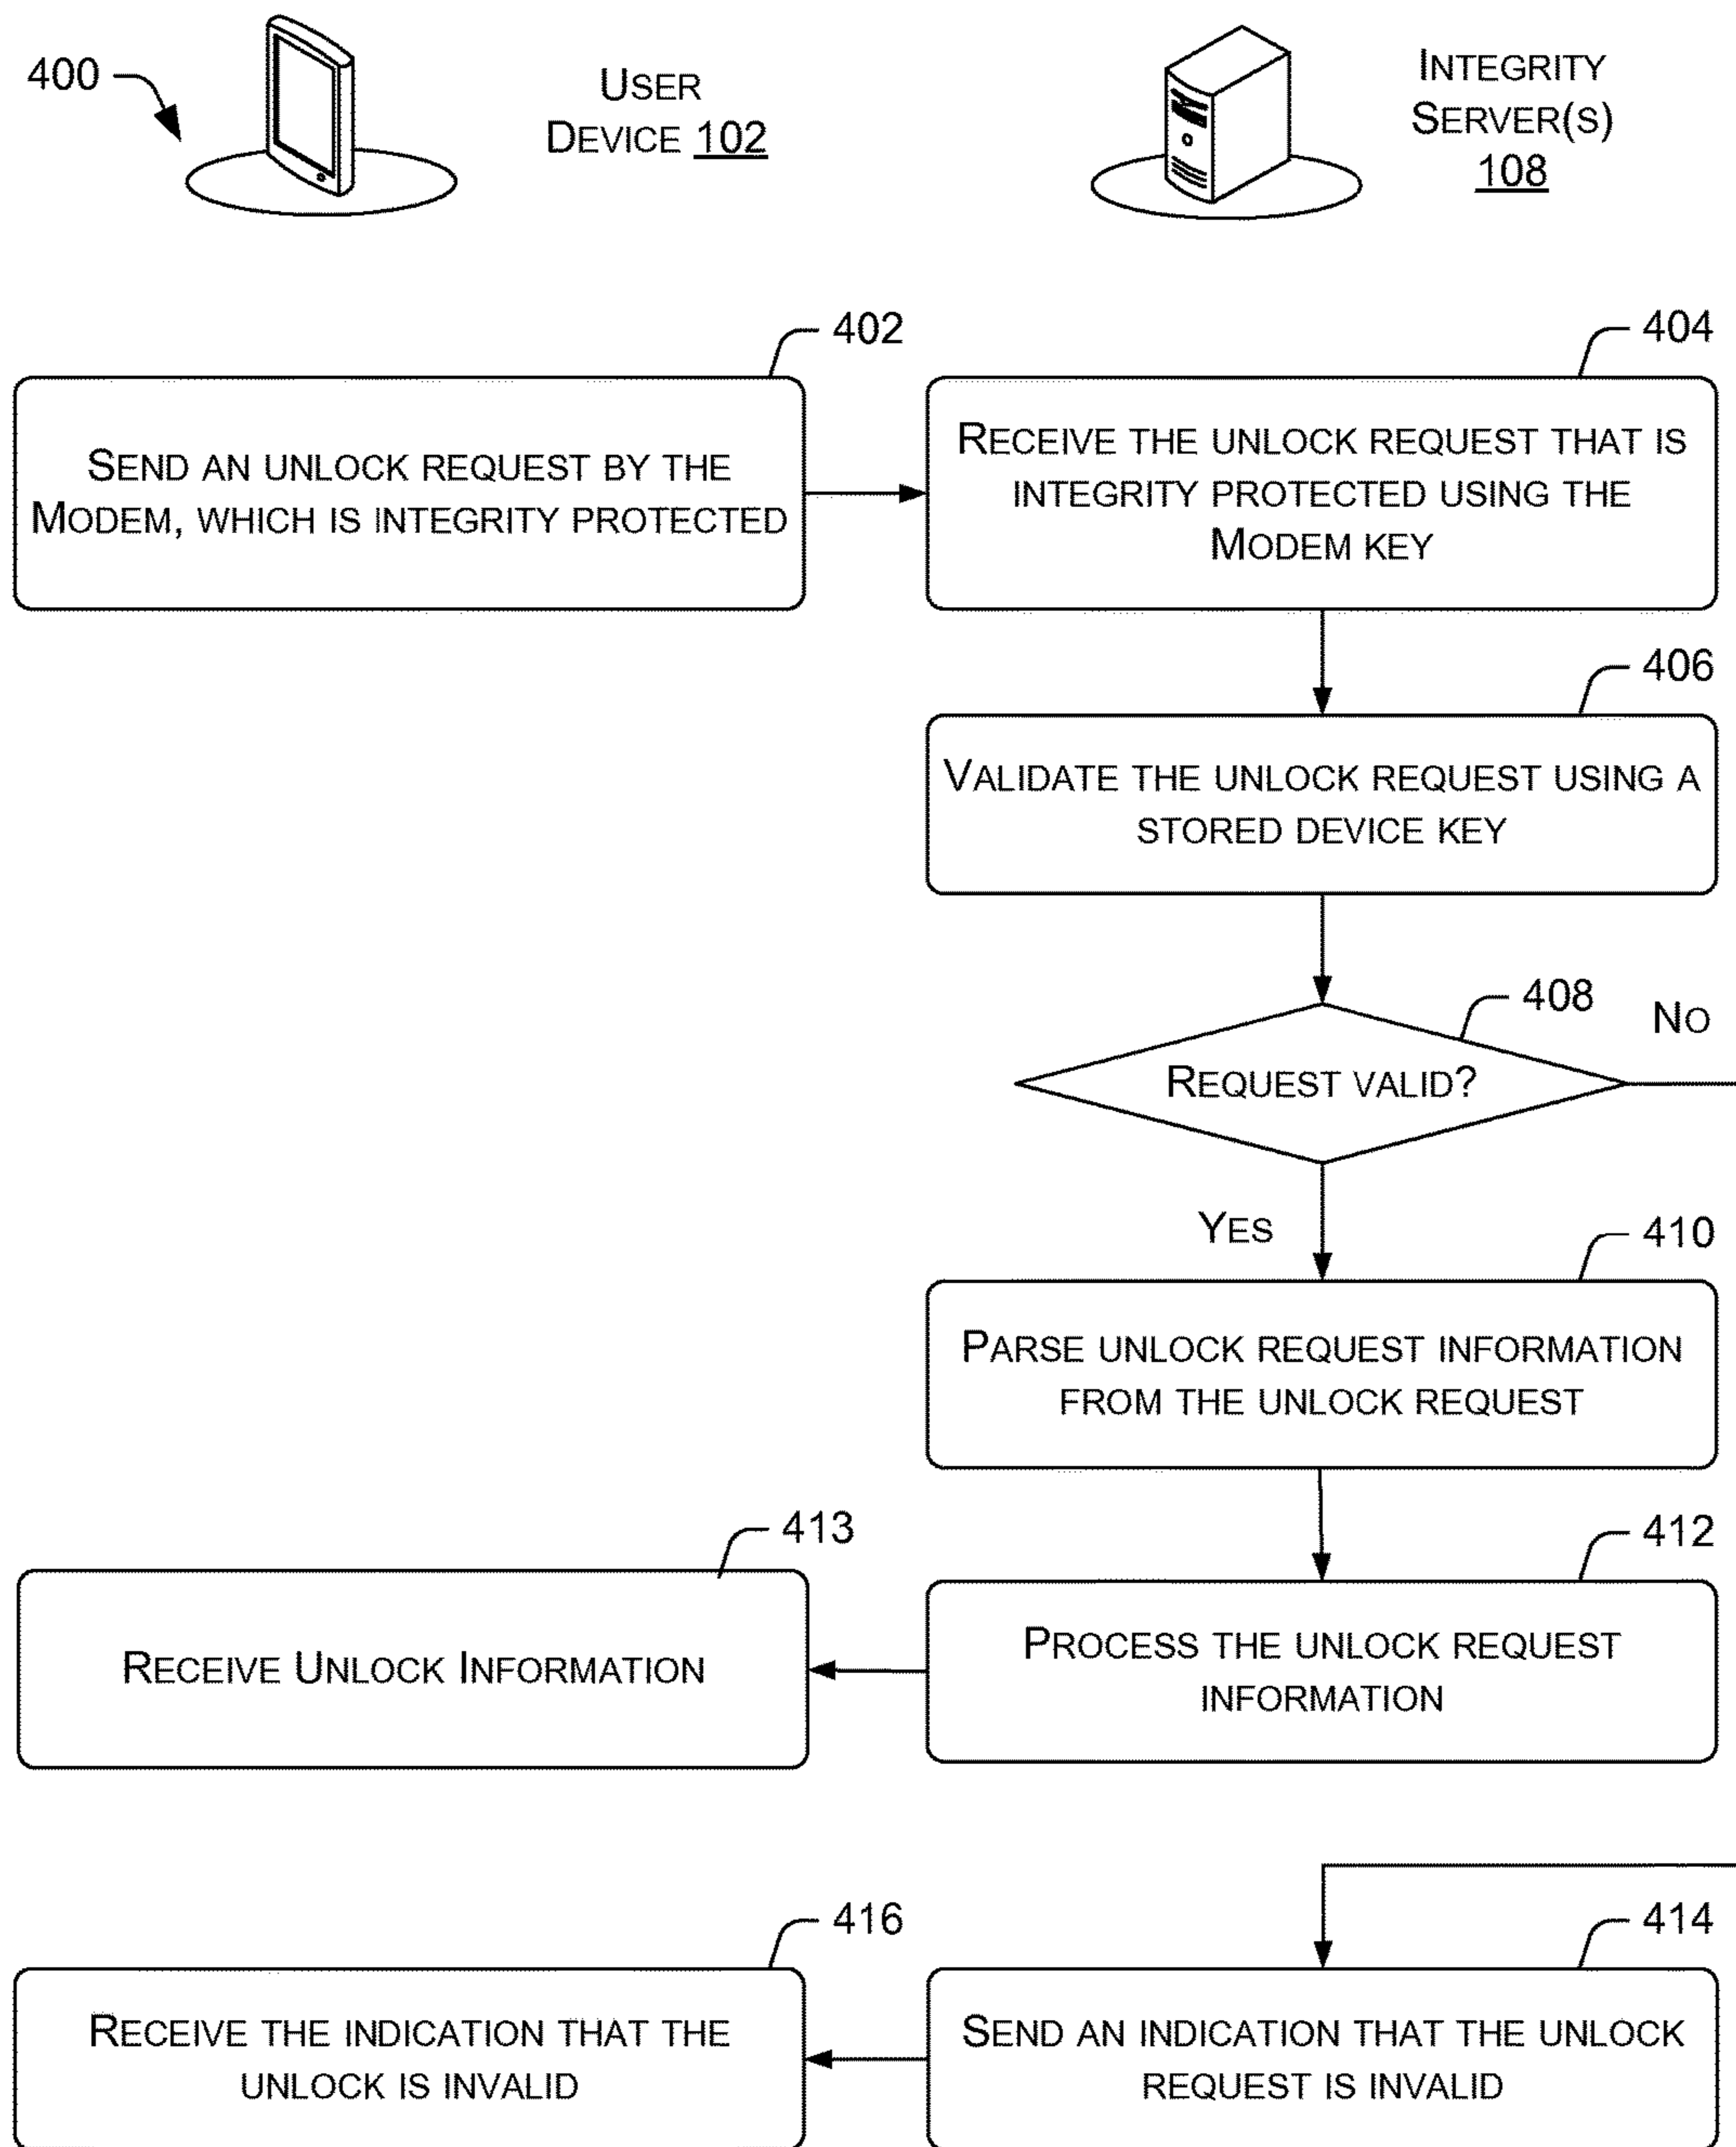 400
USER
DEVICE 102
INTEGRITY
SERVER(S)
108
402
SEND AN UNLOCK REQUEST BY THE
MODEM, WHICH IS INTEGRITY PROTECTED
404
RECEIVE THE UNLOCK REQUEST THAT IS
INTEGRITY PROTECTED USING THE
MODEM KEY
406
VALIDATE THE UNLOCK REQUEST USING A
STORED DEVICE KEY
408
NO
REQUEST VALID?
YES
410
PARSE UNLOCK REQUEST INFORMATION
FROM THE UNLOCK REQUEST
413
RECEIVE UNLOCK INFORMATION
412
PROCESS THE UNLOCK REQUEST
INFORMATION
416
RECEIVE THE INDICATION THAT THE
UNLOCK IS INVALID
414
SEND AN INDICATION THAT THE UNLOCK
REQUEST IS INVALID